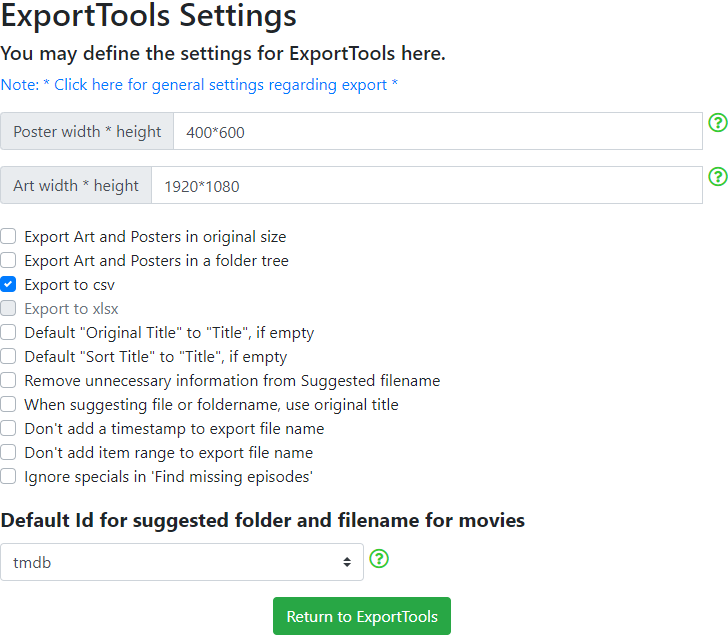 ExportTools Settings
You may define the settings for ExportTools here.
Note: * Click here for general settings regarding export *
Poster width * height 400*600
Art width * height 1920*1080
Export Art and Posters in original size
Export Art and Posters in a folder tree
Export to csv
Export to xlsx
Default "Original Title" to "Title", if empty
Default "Sort Title" to "Title", if empty
Remove unnecessary information from Suggested filename
When suggesting file or foldername, use original title
Don't add a timestamp to export file name
Don't add item range to export file name
Ignore specials in 'Find missing episodes'
Default Id for suggested folder and filename for movies
tmdb
Return to ExportTools